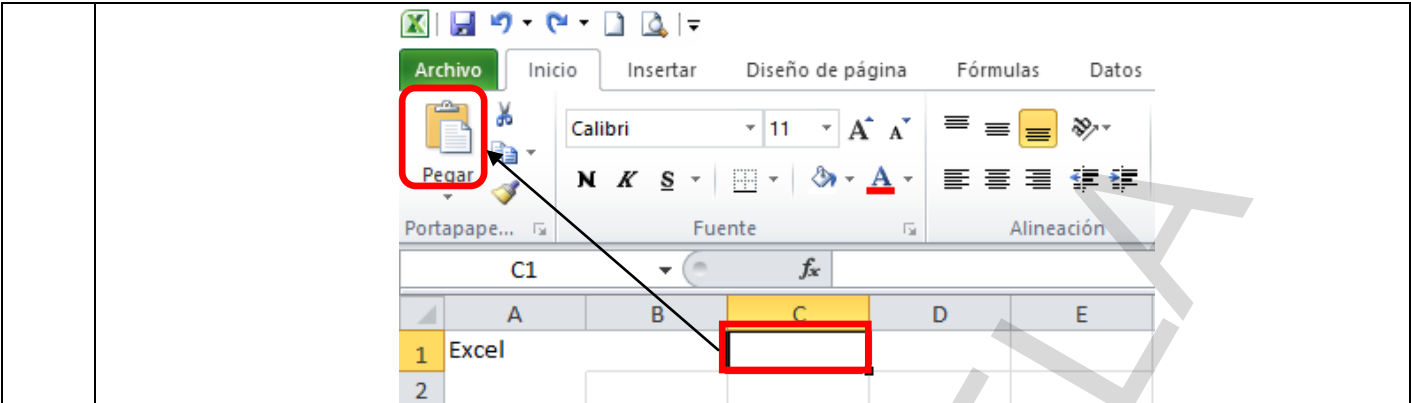 Archivo Inicio Insertar Diseño de página Fórmulas Datos
Calibri 11 A A
Pegar
N K S A
Portapape... Fuente Alineación
C1 fx
A B C D E
1 Excel
2